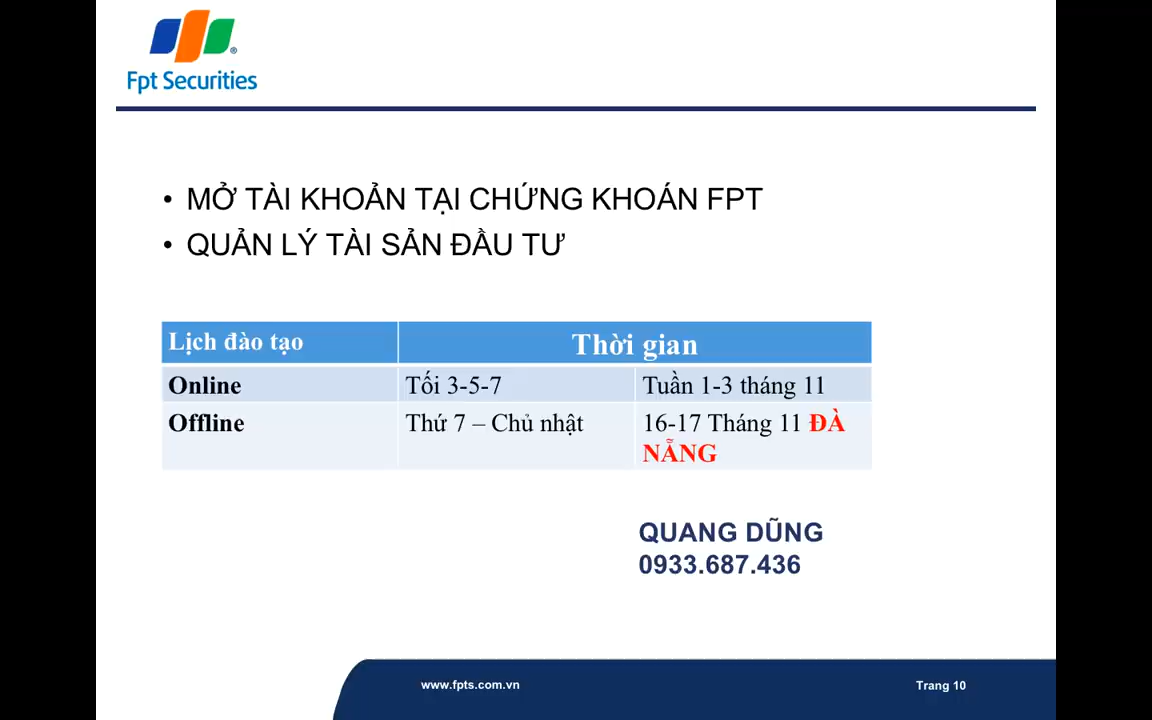 Fpt Securities
• MỞ TÀI KHOẢN TẠI CHỨNG KHOÁN FPT
• QUẢN LÝ TÀI SẢN ĐẦU TƯ
Lịch đào tạo Thời gian
Online Tối 3-5-7 Tuần 1-3 tháng 11
Offline Thứ 7 – Chủ nhật 16-17 Tháng 11 ĐÀ
NẴNG
QUANG DŨNG
0933.687.436
www.fpts.com.vn Trang 10